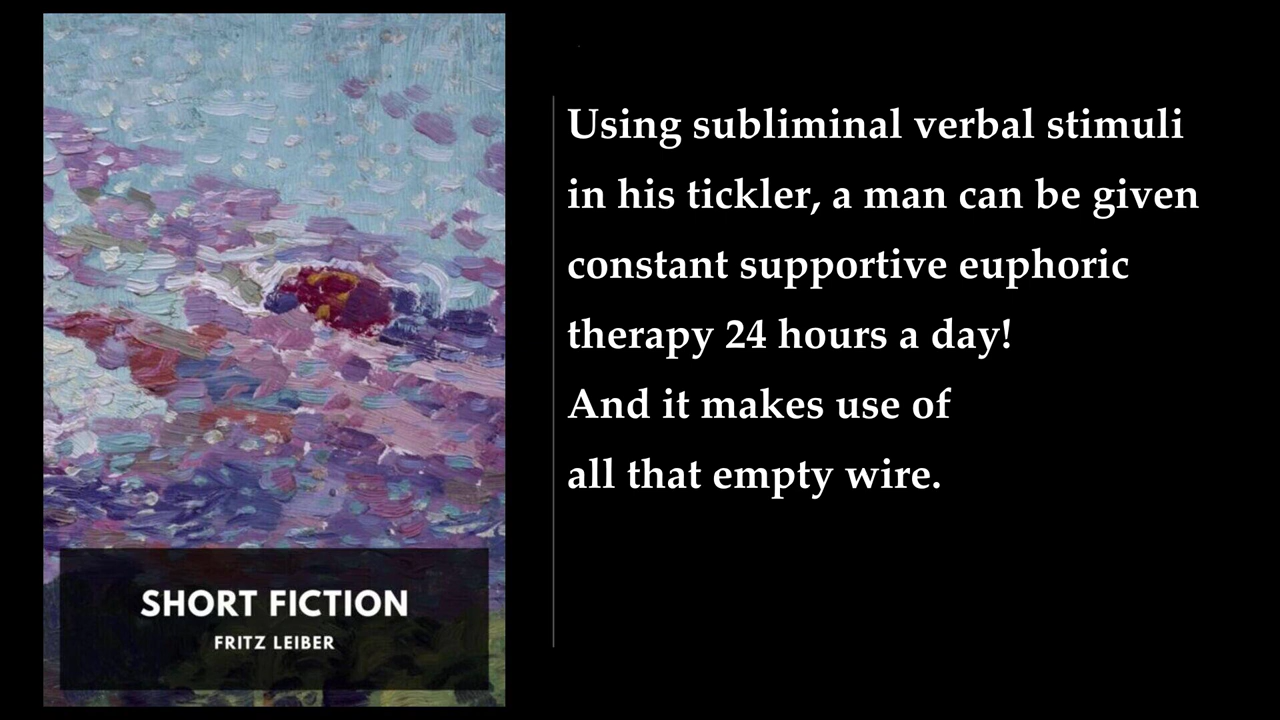 Using subliminal verbal stimuli
in his tickler, a man can be given
constant supportive euphoric
therapy 24 hours a day!
And it makes use of
all that empty wire.
SHORT FICTION
FRITZ LEIBER